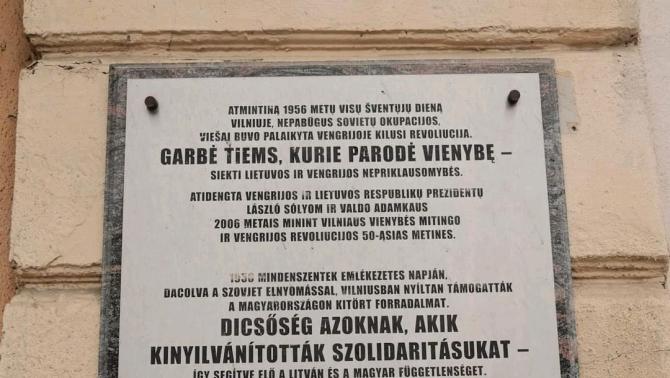 ATMINTINĄ 1956 METŲ VISŲ ŠVENTŲJŲ DIENĄ
VILNIUJE, NEPABŪGUS SOVIETŲ OKUPACIJOS,
VIEŠAI BUVO PALAIKYTA VENGRIJOJE KILUSI REVOLIUCIJA.
GARBĖ TiEMS, KURIE PARODĖ VIENYBĘ –
SIEKTI LIETUVOS IR VENGRIJOS NEPRIKLAUSOMYBĖS.
ATIDENGTA VENGRIJOS IR LIETUVOS RESPUBLIKŲ PREZIDENTŲ
LÁSZLÓ SÓLYOM IR VALDO ADAMKAUS
2006 METAIS MININT VILNIAUS VIENYBĖS MITINGO
IR VENGRIJOS REVOLIUCIJOS 50-ĄSIAS METINES.
1956 MINDENSZENTEK EMLÉKEZETES NAPJÁN,
DACOLVA A SZOVJET ELNYOMÁSSAL, VILNIUSBAN NYÍLTAN TÁMOGATTÁK
A MAGYARORSZÁGON KITÖRT FORRADALMAT.
DICSŐSÉG AZOKNAK, AKIK
KINYILVÁNÍTOTTÁK SZOLIDARITÁSUKAT –
ÍGY SEGÍTVE ELŐ A LITVÁN ÉS A MAGYAR FÜGGETLENSÉGET.